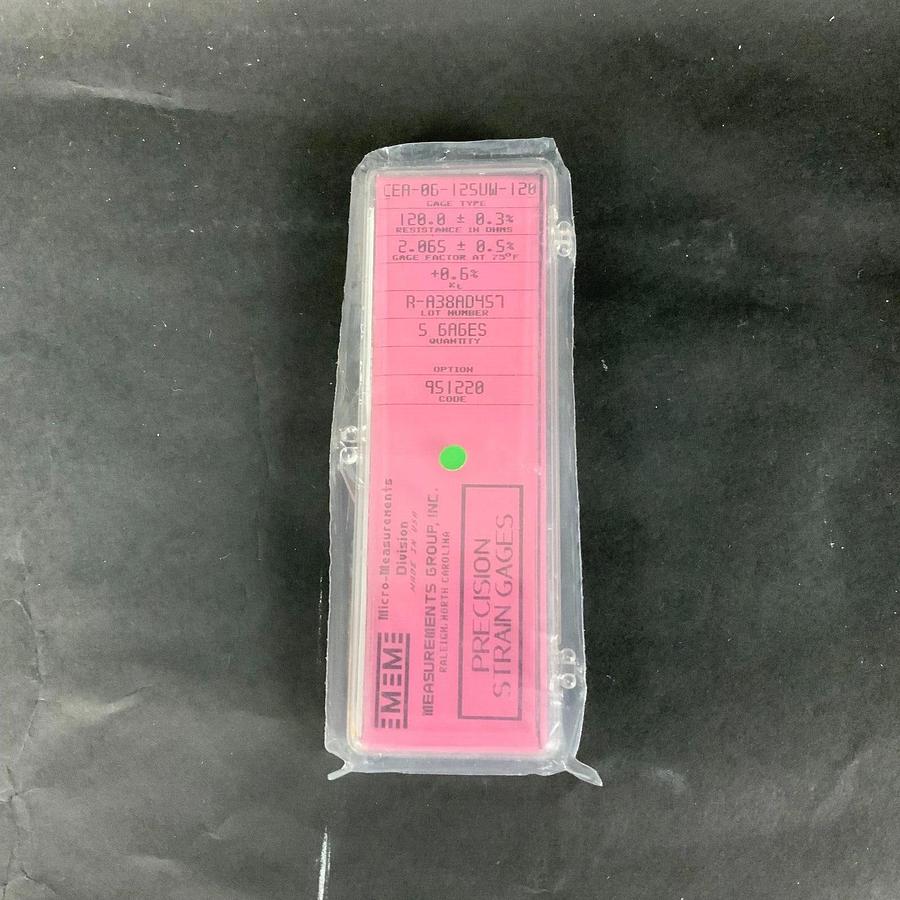 CEA-06-125UW-120
GAGE TYPE
120.0 ± 0.3%
RESISTANCE IN OHMS
2.065 ± 0.5%
GAGE FACTOR AT 75°F
+0.6%
Kt
R-A38AD457
LOT NUMBER
5 GAGES
QUANTITY
OPTION
951220
CODE
Micro-Measurements
Division
MADE IN USA
MEASUREMENTS GROUP, INC.
RALEIGH, NORTH CAROLINA
PRECISION
STRAIN GAGES
MM